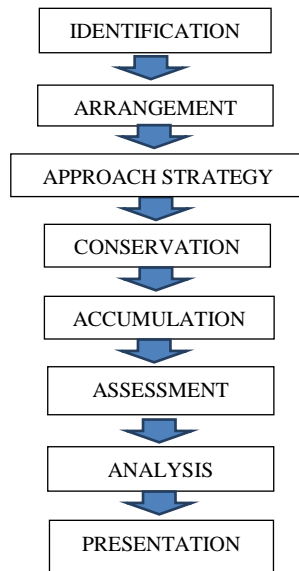 IDENTIFICATION
ARRANGEMENT
APPROACH STRATEGY
CONSERVATION
ACCUMULATION
ASSESSMENT
ANALYSIS
PRESENTATION